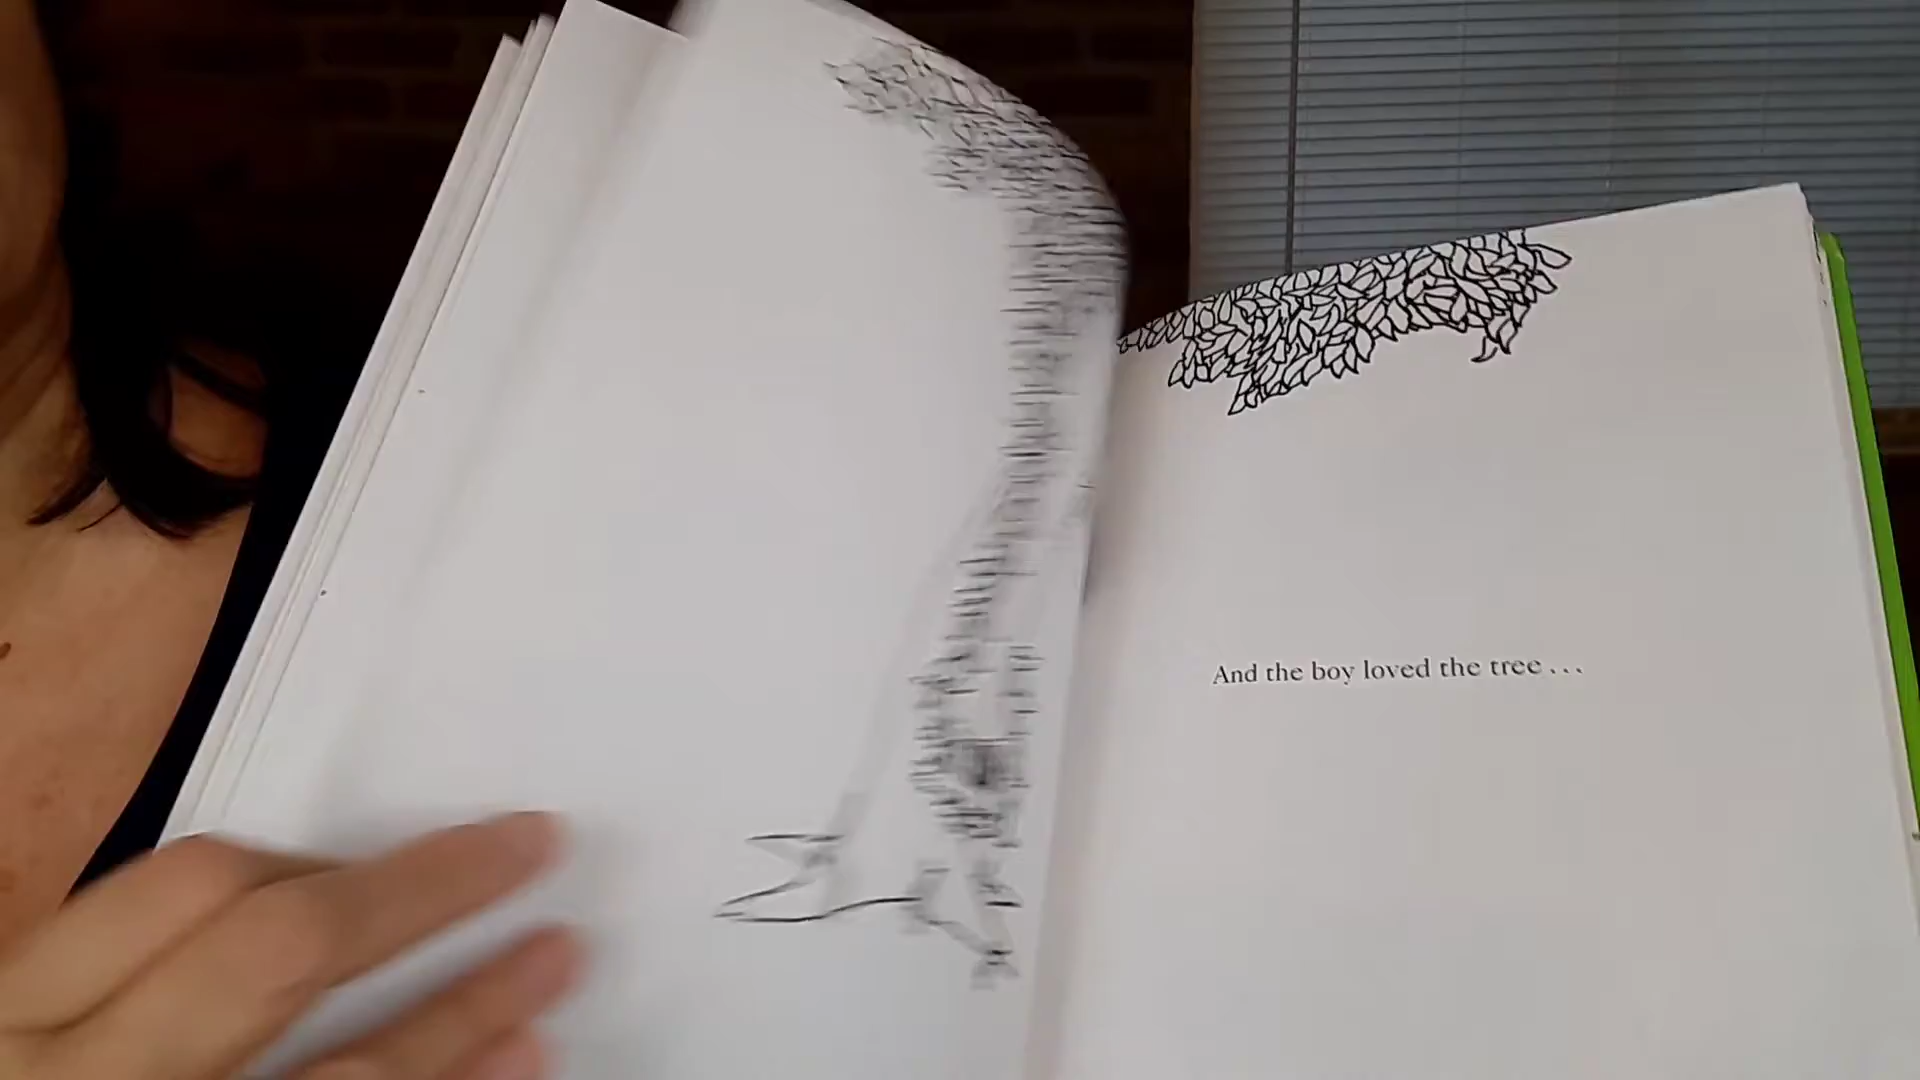 And the boy loved the tree . . .